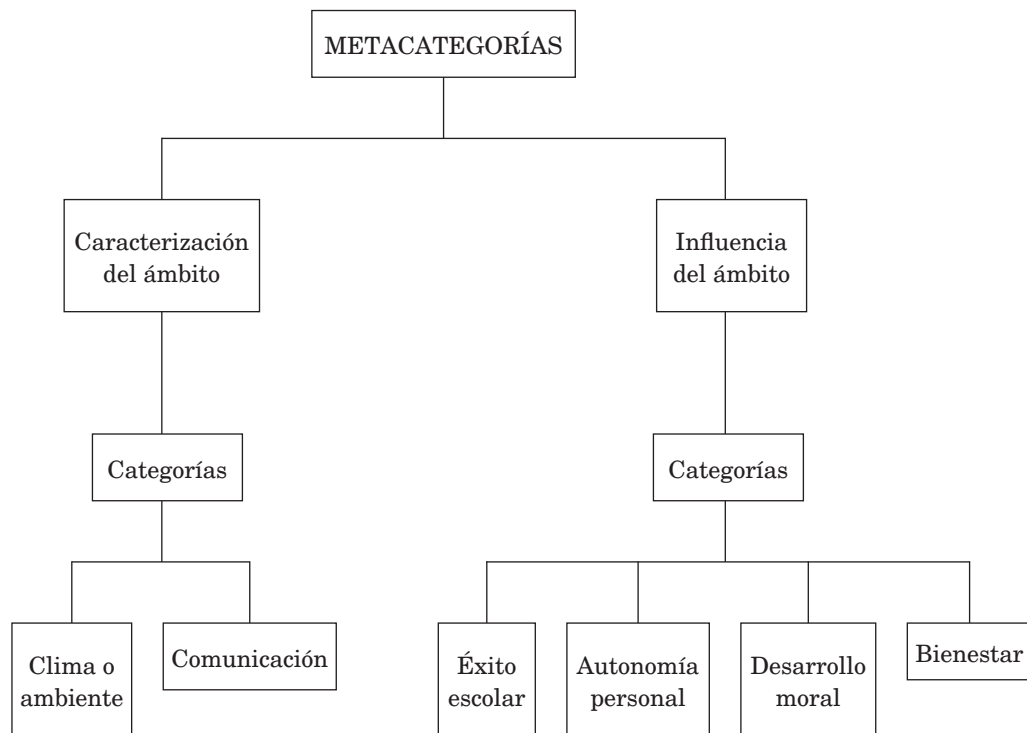 METACATEGORÍAS
Caracterización
del ámbito
Influencia
del ámbito
Categorías
Categorías
Clima o
ambiente
Comunicación
Éxito
escolar
Autonomía
personal
Desarrollo
moral
Bienestar